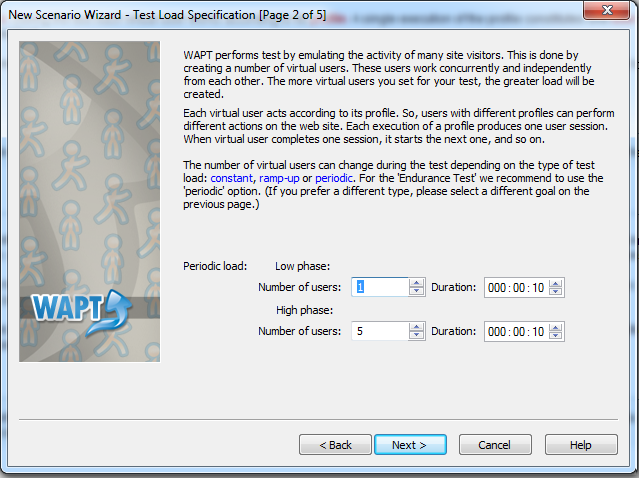 New Scenario Wizard - Test Load Specification [Page 2 of 5]
WAPT performs test by emulating the activity of many site visitors. This is done by
creating a number of virtual users. These users work concurrently and independently
from each other. The more virtual users you set for your test, the greater load will be
created.
Each virtual user acts according to its profile. So, users with different profiles can perform
different actions on the web site. Each execution of a profile produces one user session.
When virtual user completes one session, it starts the next one, and so on.
The number of virtual users can change during the test depending on the type of test
load: constant, ramp-up or periodic. For the 'Endurance Test' we recommend to use the
'periodic' option. (If you prefer a different type, please select a different goal on the
previous page.)
WAPT
Periodic load: Low phase:
Number of users: 1 Duration: 000:00:10
High phase:
Number of users: 5 Duration: 000:00:10
< Back Next > Cancel Help